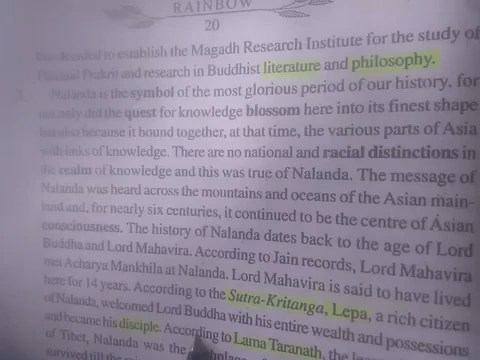 RAINBOW
20
decided to establish the Magadh Research Institute for the study of
and Prakrit and research in Buddhist literature and philosophy.
Nalanda is the symbol of the most glorious period of our history, for
not only did the quest for knowledge blossom here into its finest shape
but also because it bound together, at that time, the various parts of Asia
with links of knowledge. There are no national and racial distinctions in
the realm of knowledge and this was true of Nalanda. The message of
Nalanda was heard across the mountains and oceans of the Asian main-
land and, for nearly six centuries, it continued to be the centre of Asian
consciousness. The history of Nalanda dates back to the age of Lord
Buddha and Lord Mahavira. According to Jain records, Lord Mahavira
met Acharya Mankhila at Nalanda. Lord Mahavira is said to have lived
here for 14 years. According to the Sutra-Kritanga, Lepa, a rich citizen
of Nalanda, welcomed Lord Buddha with his entire wealth and possessions
and became his disciple. According to Lama Taranath, the
of Tibet, Nalanda was the
survived till the